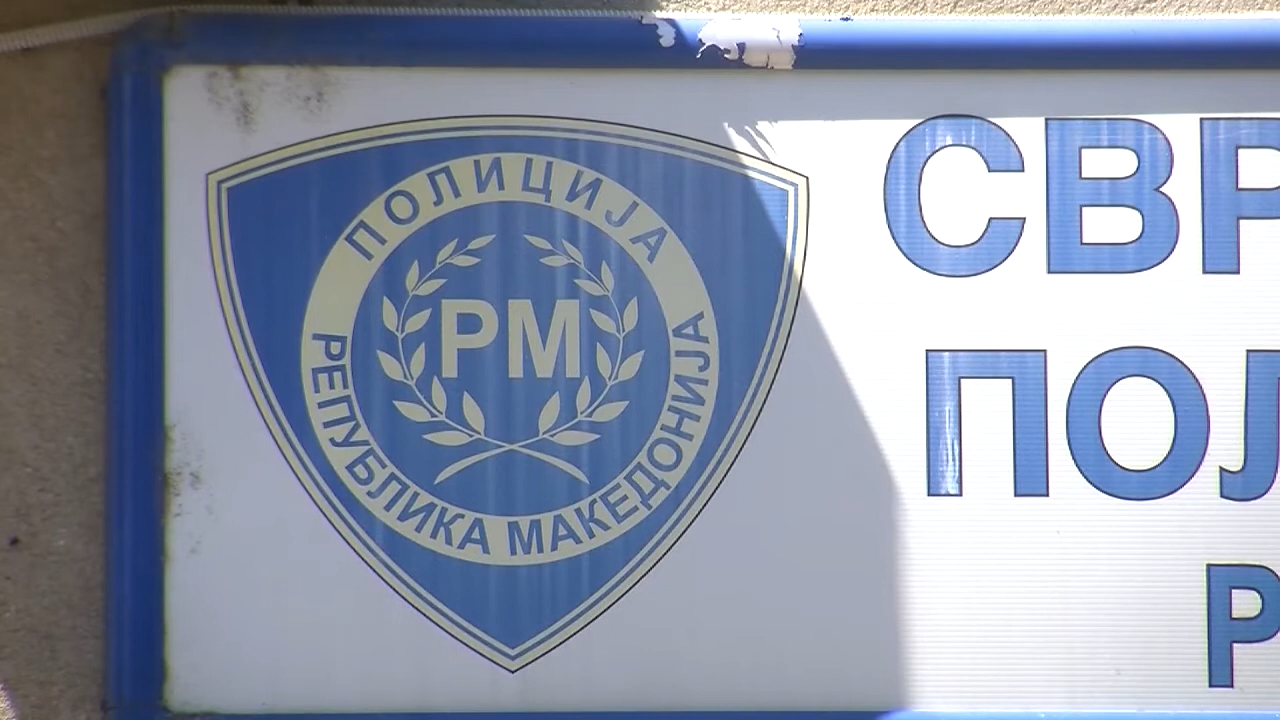 ПОЛИЦИЈА
РМ
РЕПУБЛИКА МАКЕДОНИЈА
СВР
ПОЛ
Р